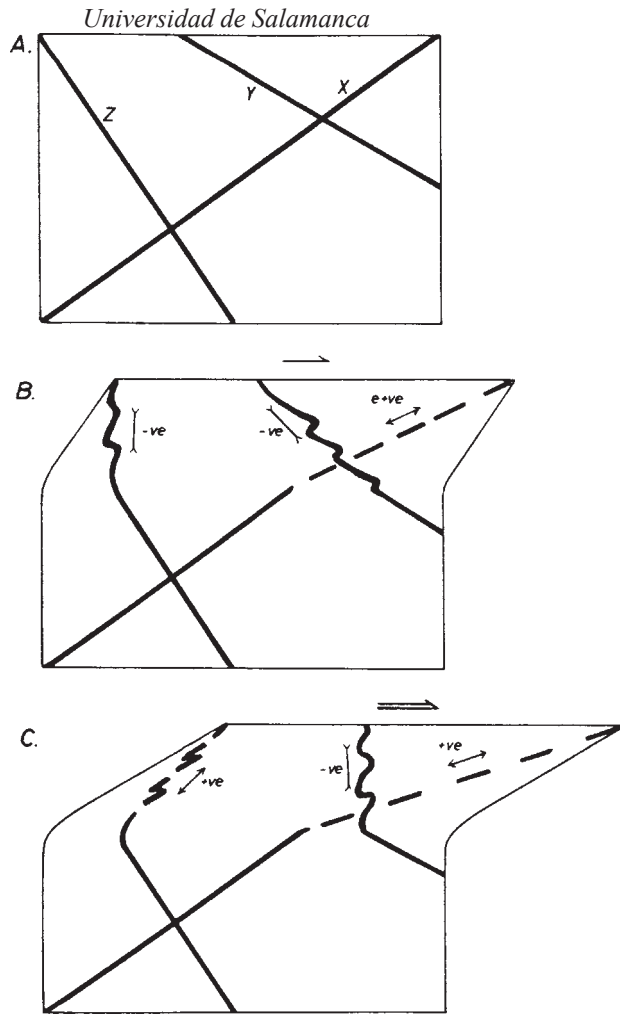 Universidad de Salamanca
A.
Z
Y
X
B.
-ve
-ve
e+ve
C.
+ve
-ve
+ve